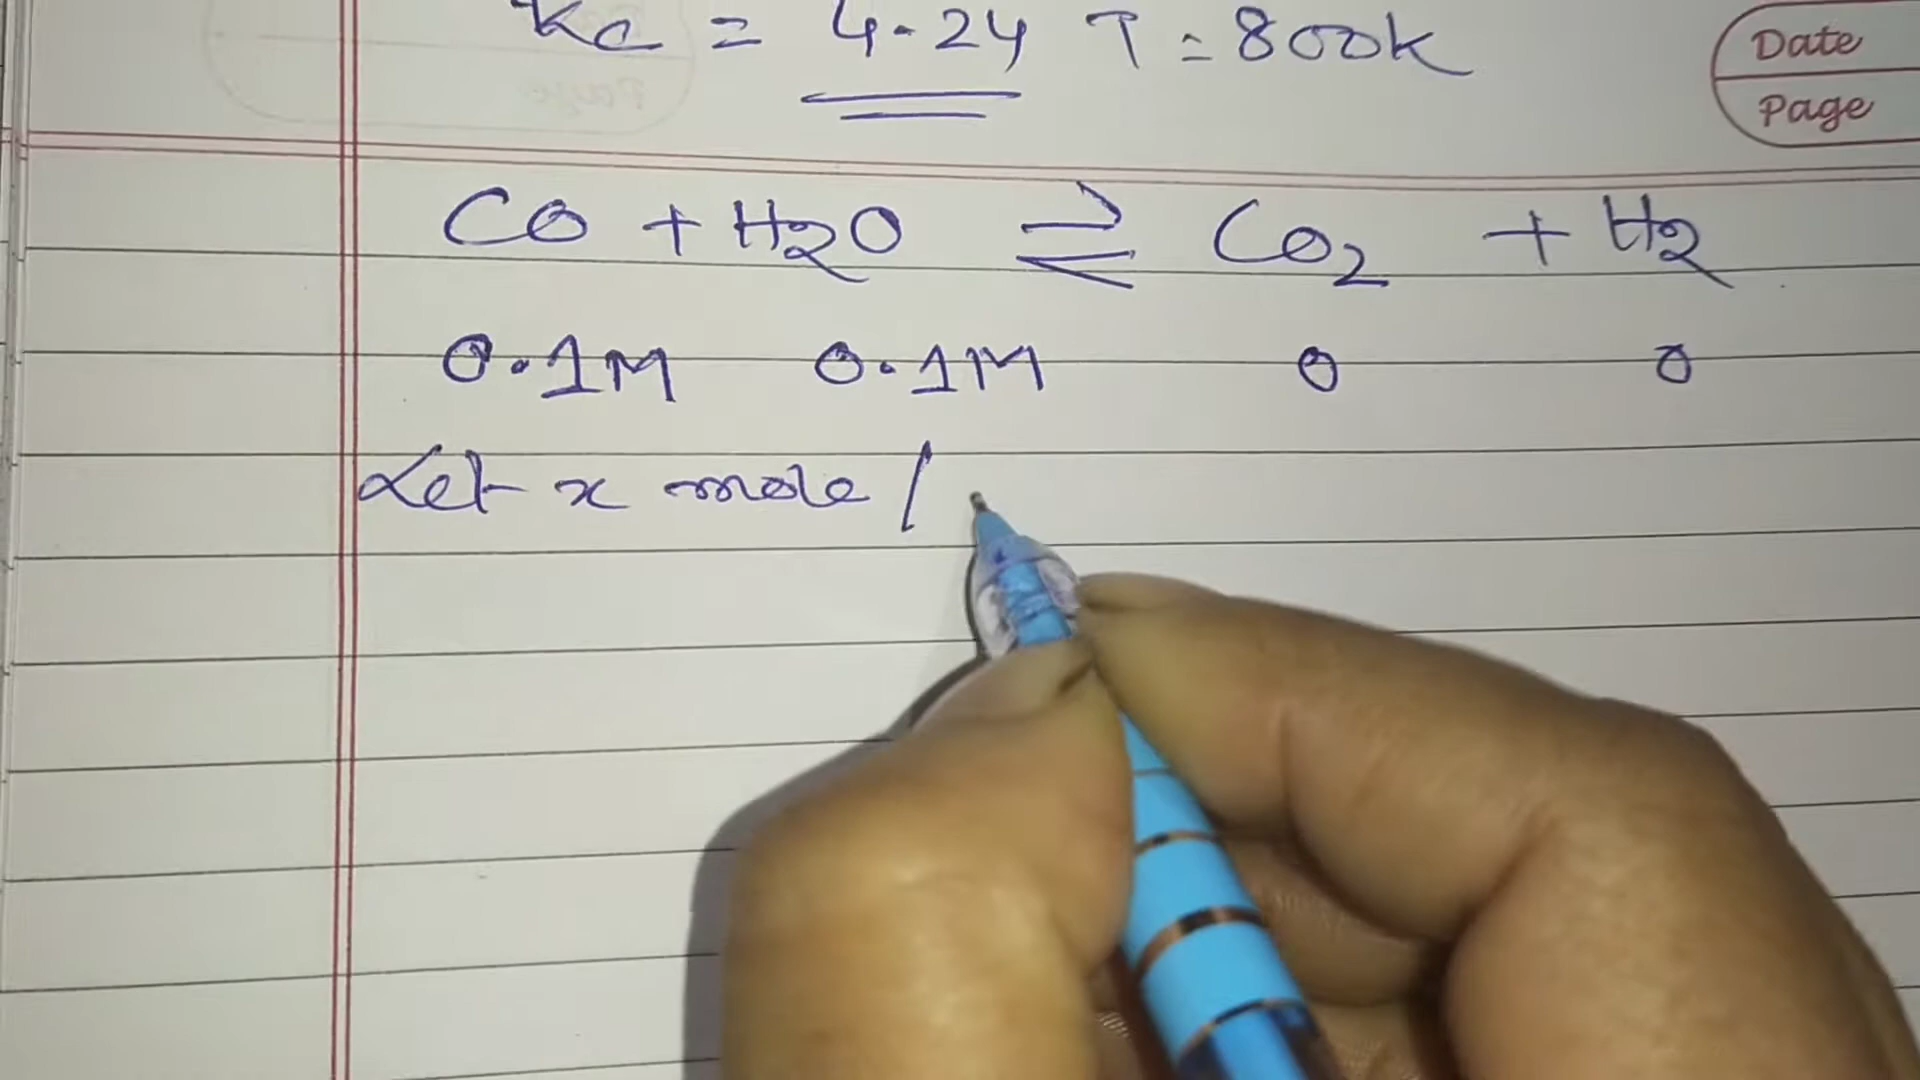 Kc = 4.24 T = 800k
Date
Page
CO + H2O ⇌ CO2 + H2
0.1M 0.1M 0 0
Let x mole /